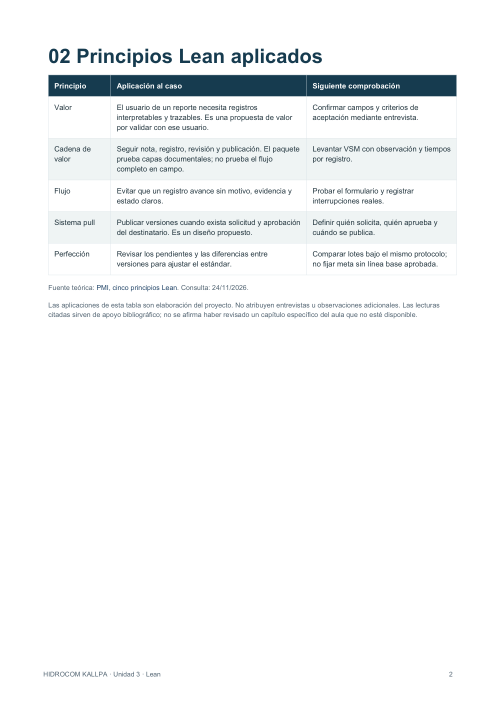 02 Principios Lean aplicados
Principio Aplicación al caso Siguiente comprobación
Valor
El usuario de un reporte necesita registros
interpretables y trazables. Es una propuesta de valor
por validar con ese usuario.
Confirmar campos y criterios de
aceptación mediante entrevista.
Cadena de
valor
Seguir nota, registro, revisión y publicación. El paquete
prueba capas documentales; no prueba el flujo
completo en campo.
Levantar VSM con observación y tiempos
por registro.
Flujo
Evitar que un registro avance sin motivo, evidencia y
estado claros.
Probar el formulario y registrar
interrupciones reales.
Sistema pull
Publicar versiones cuando exista solicitud y aprobación
del destinatario. Es un diseño propuesto.
Definir quién solicita, quién aprueba y
cuándo se publica.
Perfección
Revisar los pendientes y las diferencias entre
versiones para ajustar el estándar.
Comparar lotes bajo el mismo protocolo;
no fijar meta sin línea base aprobada.
Fuente teórica: PMI, cinco principios Lean. Consulta: 24/11/2026.
Las aplicaciones de esta tabla son elaboración del proyecto. No atribuyen entrevistas u observaciones adicionales. Las lecturas
citadas sirven de apoyo bibliográfico; no se afirma haber revisado un capítulo específico del aula que no esté disponible.
HIDROCOM KALLPA · Unidad 3 · Lean 2